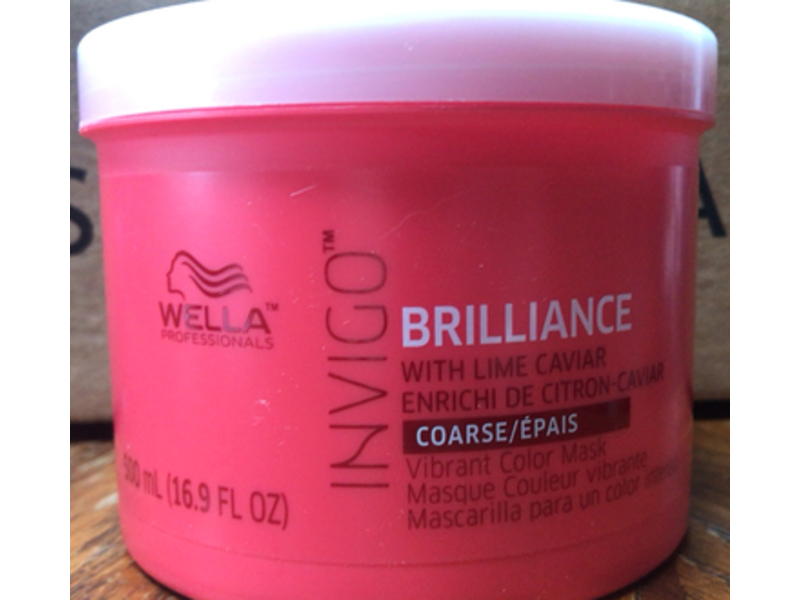 WELLA™
PROFESSIONALS
INVIGO™
BRILLIANCE
WITH LIME CAVIAR
ENRICHI DE CITRON-CAVIAR
COARSE/ÉPAIS
Vibrant Color Mask
Masque Couleur vibrante
Mascarilla para un color
500 mL (16.9 FL OZ)